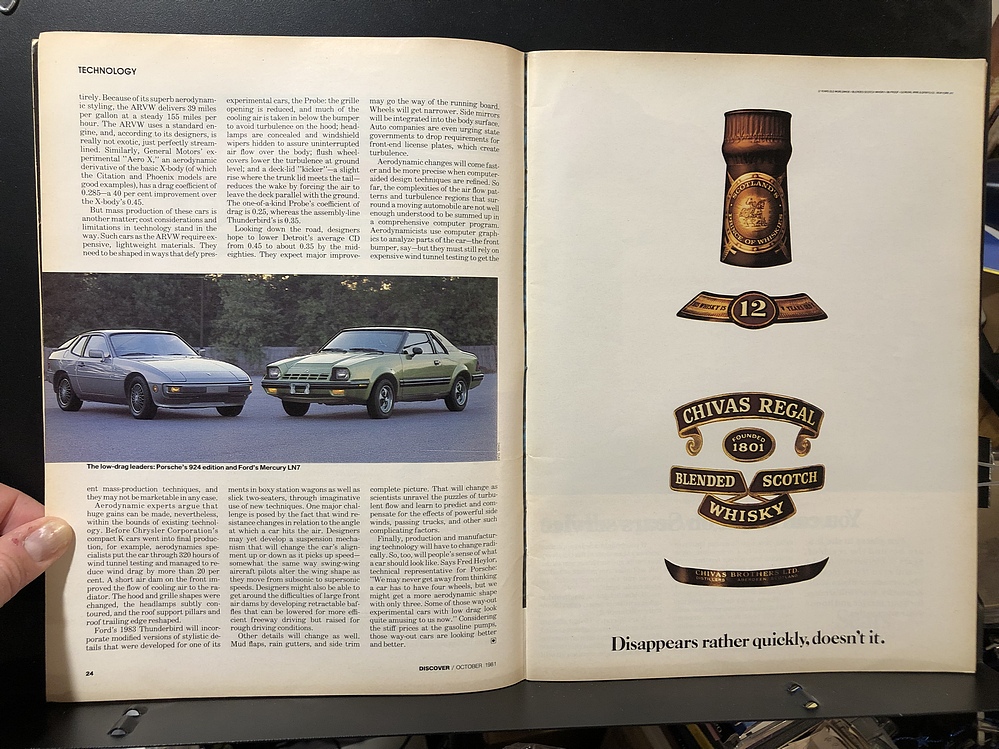 TECHNOLOGY
tirely. Because of its superb aerodynam-
ic styling, the ARVW delivers 39 miles
per gallon at a steady 155 miles per
hour. The ARVW uses a standard en-
gine, and, according to its designers, is
really not exotic, just perfectly stream-
lined. Similarly, General Motors' ex-
perimental "Aero X," an aerodynamic
derivative of the basic X-body (of which
the Citation and Phoenix models are
good examples), has a drag coefficient of
0.285—a 40 per cent improvement over
the X-body's 0.45.
But mass production of these cars is
another matter; cost considerations and
limitations in technology stand in the
way. Such cars as the ARVW require ex-
pensive, lightweight materials. They
need to be shaped in ways that defy pres-
experimental cars, the Probe: the grille
opening is reduced, and much of the
cooling air is taken in below the bumper
to avoid turbulence on the hood; head-
lamps are concealed and windshield
wipers hidden to assure uninterrupted
air flow over the body; flush wheel-
covers lower the turbulence at ground
level; and a deck-lid "kicker"—a slight
rise where the trunk lid meets the tail—
reduces the wake by forcing the air to
leave the deck parallel with the ground.
The one-of-a-kind Probe's coefficient of
drag is 0.25, whereas the assembly-line
Thunderbird's is 0.35.
Looking down the road, designers
hope to lower Detroit's average CD
from 0.45 to about 0.35 by the mid-
eighties. They expect major improve-
may go the way of the running board.
Wheels will get narrower. Side mirrors
will be integrated into the body surface.
Auto companies are even urging state
governments to drop requirements for
front-end license plates, which create
turbulence.
Aerodynamic changes will come fast-
er and be more precise when computer-
aided design techniques are refined. So
far, the complexities of the air flow pat-
terns and turbulence regions that sur-
round a moving automobile are not well
enough understood to be summed up in
a comprehensive computer program.
Aerodynamicists use computer graph-
ics to analyze parts of the car—the front
bumper, say—but they must still rely on
expensive wind tunnel testing to get the
The low-drag leaders: Porsche's 924 edition and Ford's Mercury LN7
ent mass-production techniques, and
they may not be marketable in any case.
Aerodynamic experts argue that
huge gains can be made, nevertheless,
within the bounds of existing technol-
ogy. Before Chrysler Corporation's
compact K cars went into final produc-
tion, for example, aerodynamics spe-
cialists put the car through 320 hours of
wind tunnel testing and managed to re-
duce wind drag by more than 20 per
cent. A short air dam on the front im-
proved the flow of cooling air to the ra-
diator. The hood and grille shapes were
changed, the headlamps subtly con-
toured, and the roof support pillars and
roof trailing edge reshaped.
Ford's 1983 Thunderbird will incor-
porate modified versions of stylistic de-
tails that were developed for one of its
ments in boxy station wagons as well as
slick two-seaters, through imaginative
use of new techniques. One major chal-
lenge is posed by the fact that wind re-
sistance changes in relation to the angle
at which a car hits the air. Designers
may yet develop a suspension mecha-
nism that will change the car's align-
ment up or down as it picks up speed—
somewhat the same way swing-wing
aircraft pilots alter the wing shape as
they move from subsonic to supersonic
speeds. Designers might also be able to
get around the difficulties of large front
air dams by developing retractable baf-
fles that can be lowered for more effi-
cient freeway driving but raised for
rough driving conditions.
Other details will change as well.
Mud flaps, rain gutters, and side trim
complete picture. That will change as
scientists unravel the puzzles of turbu-
lent flow and learn to predict and com-
pensate for the effects of powerful side
winds, passing trucks, and other such
complicating factors.
Finally, production and manufactur-
ing technology will have to change radi-
cally. So, too, will people's sense of what
a car should look like. Says Fred Heyler,
technical representative for Porsche:
"We may never get away from thinking
a car has to have four wheels, but we
might get a more aerodynamic shape
with only three. Some of those way-out
experimental cars with low drag look
quite amusing to us now." Considering
the stiff prices at the gasoline pumps,
those way-out cars are looking better
and better.
24
DISCOVER / OCTOBER 1981
SCOTLAND'S
PRINCE OF WHISKIES
THIS WHISKY IS 12 YEARS OLD
CHIVAS REGAL
FOUNDED
1801
BLENDED SCOTCH
WHISKY
CHIVAS BROTHERS LTD.
DISTILLERS ABERDEEN, SCOTLAND
Disappears rather quickly, doesn't it.